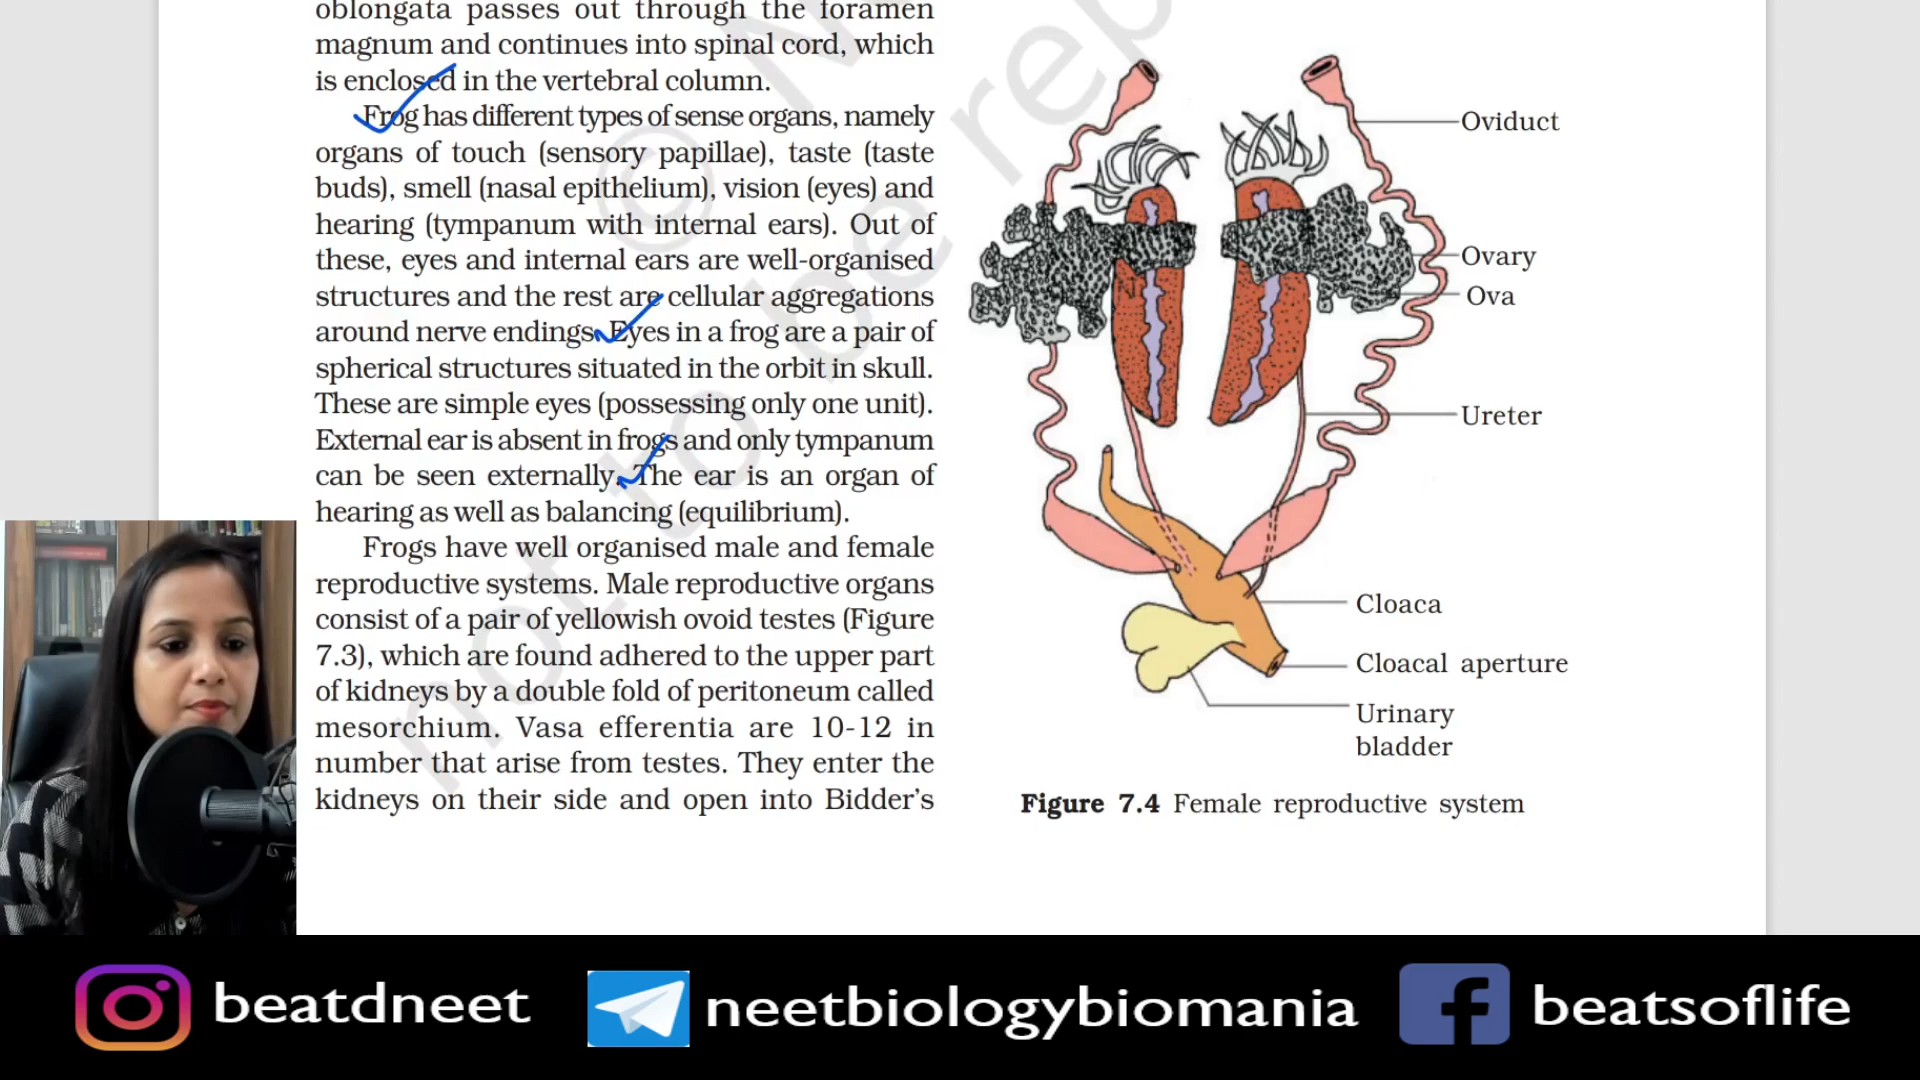 oblongata passes out through the foramen
magnum and continues into spinal cord, which
is enclosed in the vertebral column.
Frog has different types of sense organs, namely
organs of touch (sensory papillae), taste (taste
buds), smell (nasal epithelium), vision (eyes) and
hearing (tympanum with internal ears). Out of
these, eyes and internal ears are well-organised
structures and the rest are cellular aggregations
around nerve endings. Eyes in a frog are a pair of
spherical structures situated in the orbit in skull.
These are simple eyes (possessing only one unit).
External ear is absent in frogs and only tympanum
can be seen externally. The ear is an organ of
hearing as well as balancing (equilibrium).
Frogs have well organised male and female
reproductive systems. Male reproductive organs
consist of a pair of yellowish ovoid testes (Figure
7.3), which are found adhered to the upper part
of kidneys by a double fold of peritoneum called
mesorchium. Vasa efferentia are 10-12 in
number that arise from testes. They enter the
kidneys on their side and open into Bidder's
Oviduct
Ovary
Ova
Ureter
Cloaca
Cloacal aperture
Urinary
bladder
Figure 7.4 Female reproductive system
© N
not to be rep
beatdneet
neetbiologybiomania
beatsoflife